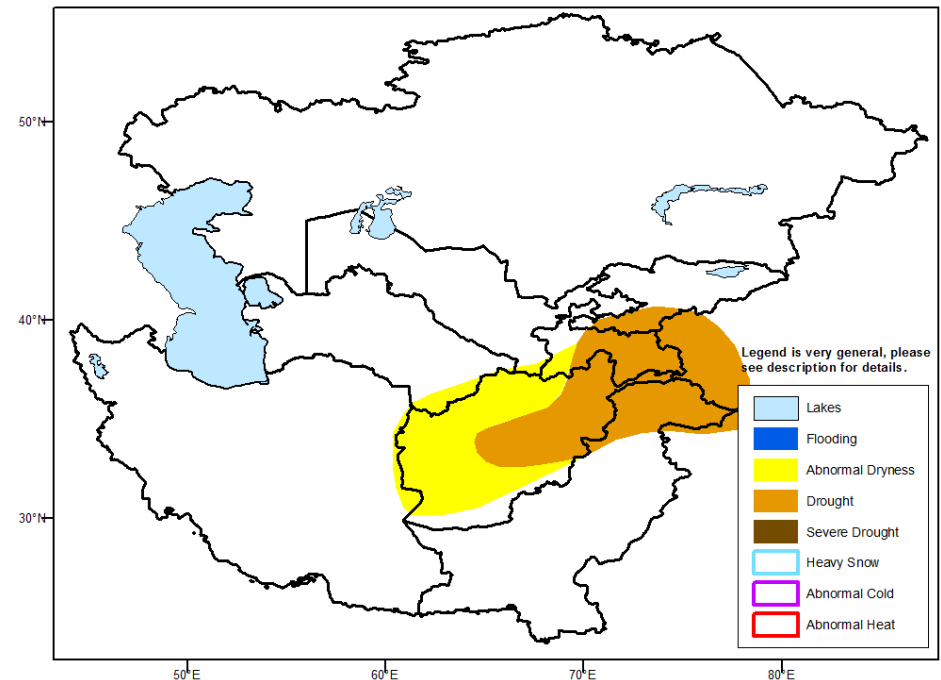 50°N
40°N
30°N
Legend is very general, please
see description for details.
Lakes
Flooding
Abnormal Dryness
Drought
Severe Drought
Heavy Snow
Abnormal Cold
Abnormal Heat
50°E
60°E
70°E
80°E